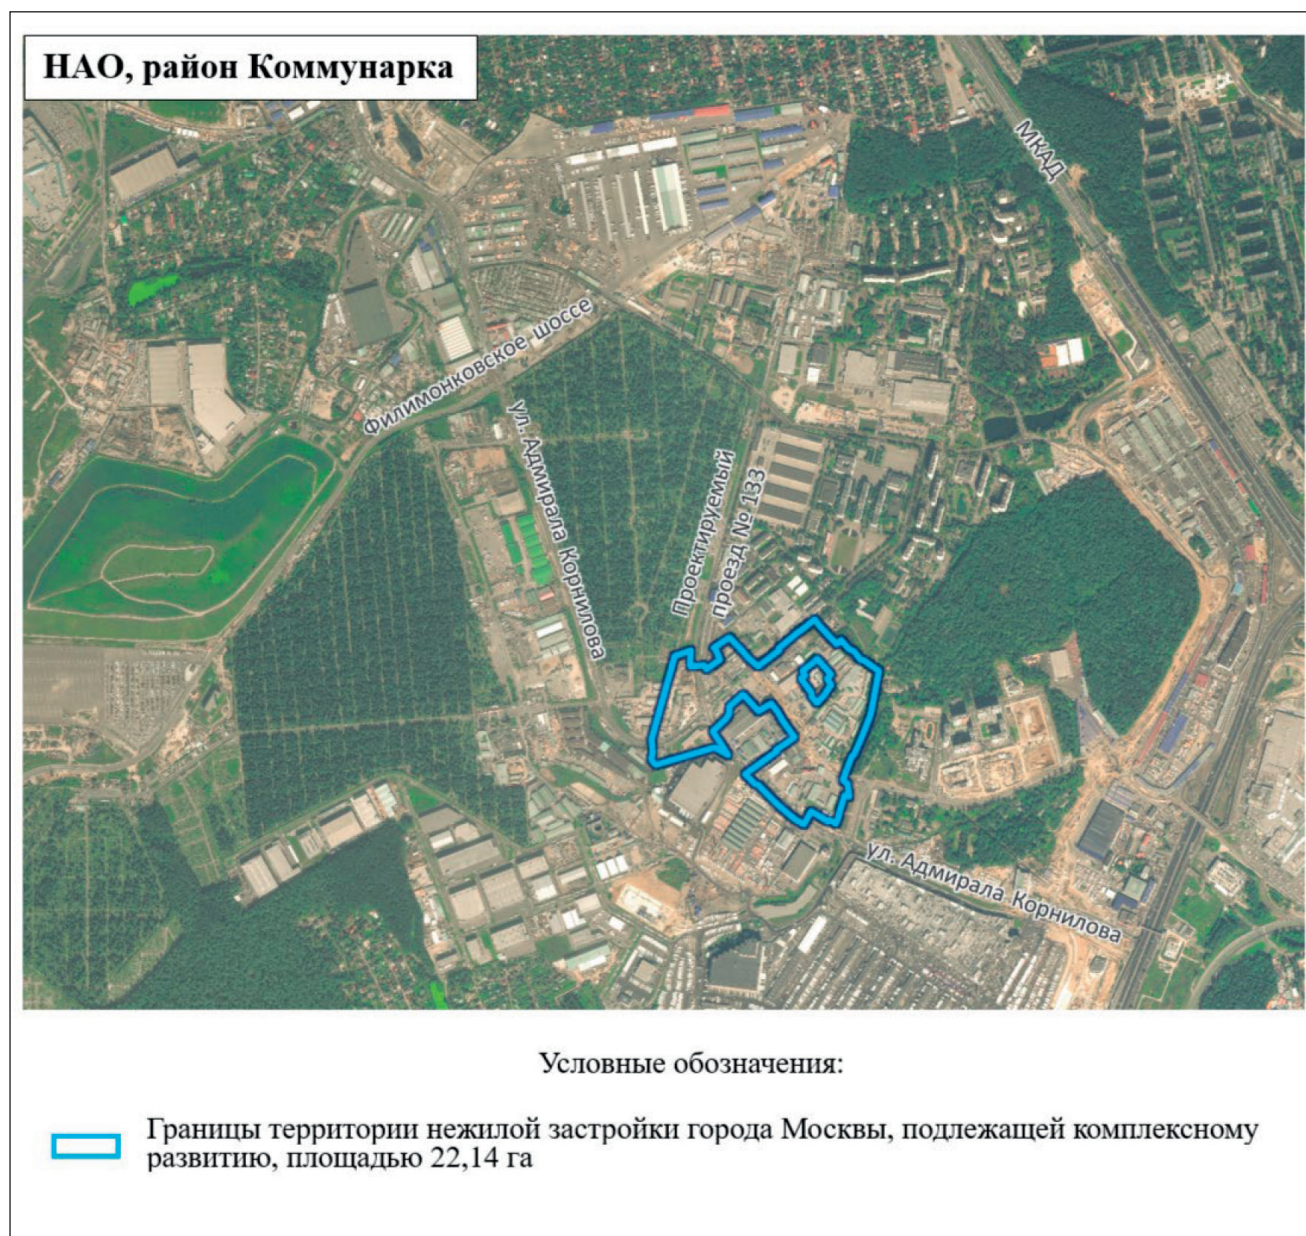 НАО, район Коммунарка
МКАД
Филимонковское шоссе
ул. Адмирала Корнилова
Проектируемый
проезд № 133
ул. Адмирала Корнилова
Условные обозначения:
Границы территории нежилой застройки города Москвы, подлежащей комплексному
развитию, площадью 22,14 га